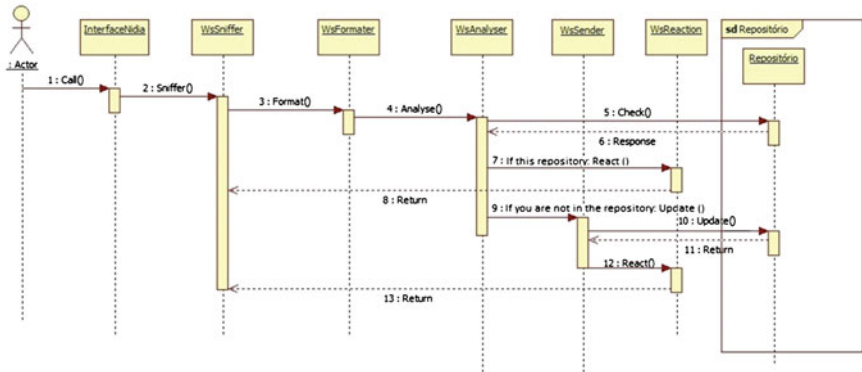 InterfaceNidia
WsSniffer
WsFormater
WsAnalyser
WsSender
WsReaction
sd Repositório
Repositório
: Actor
1 : Call()
2 : Sniffer()
3 : Format()
4 : Analyse()
5 : Check()
6 : Response
7 : If this repository: React ()
8 : Return
9 : If you are not in the repository: Update ()
10 : Update()
11 : Return
12 : React()
13 : Return